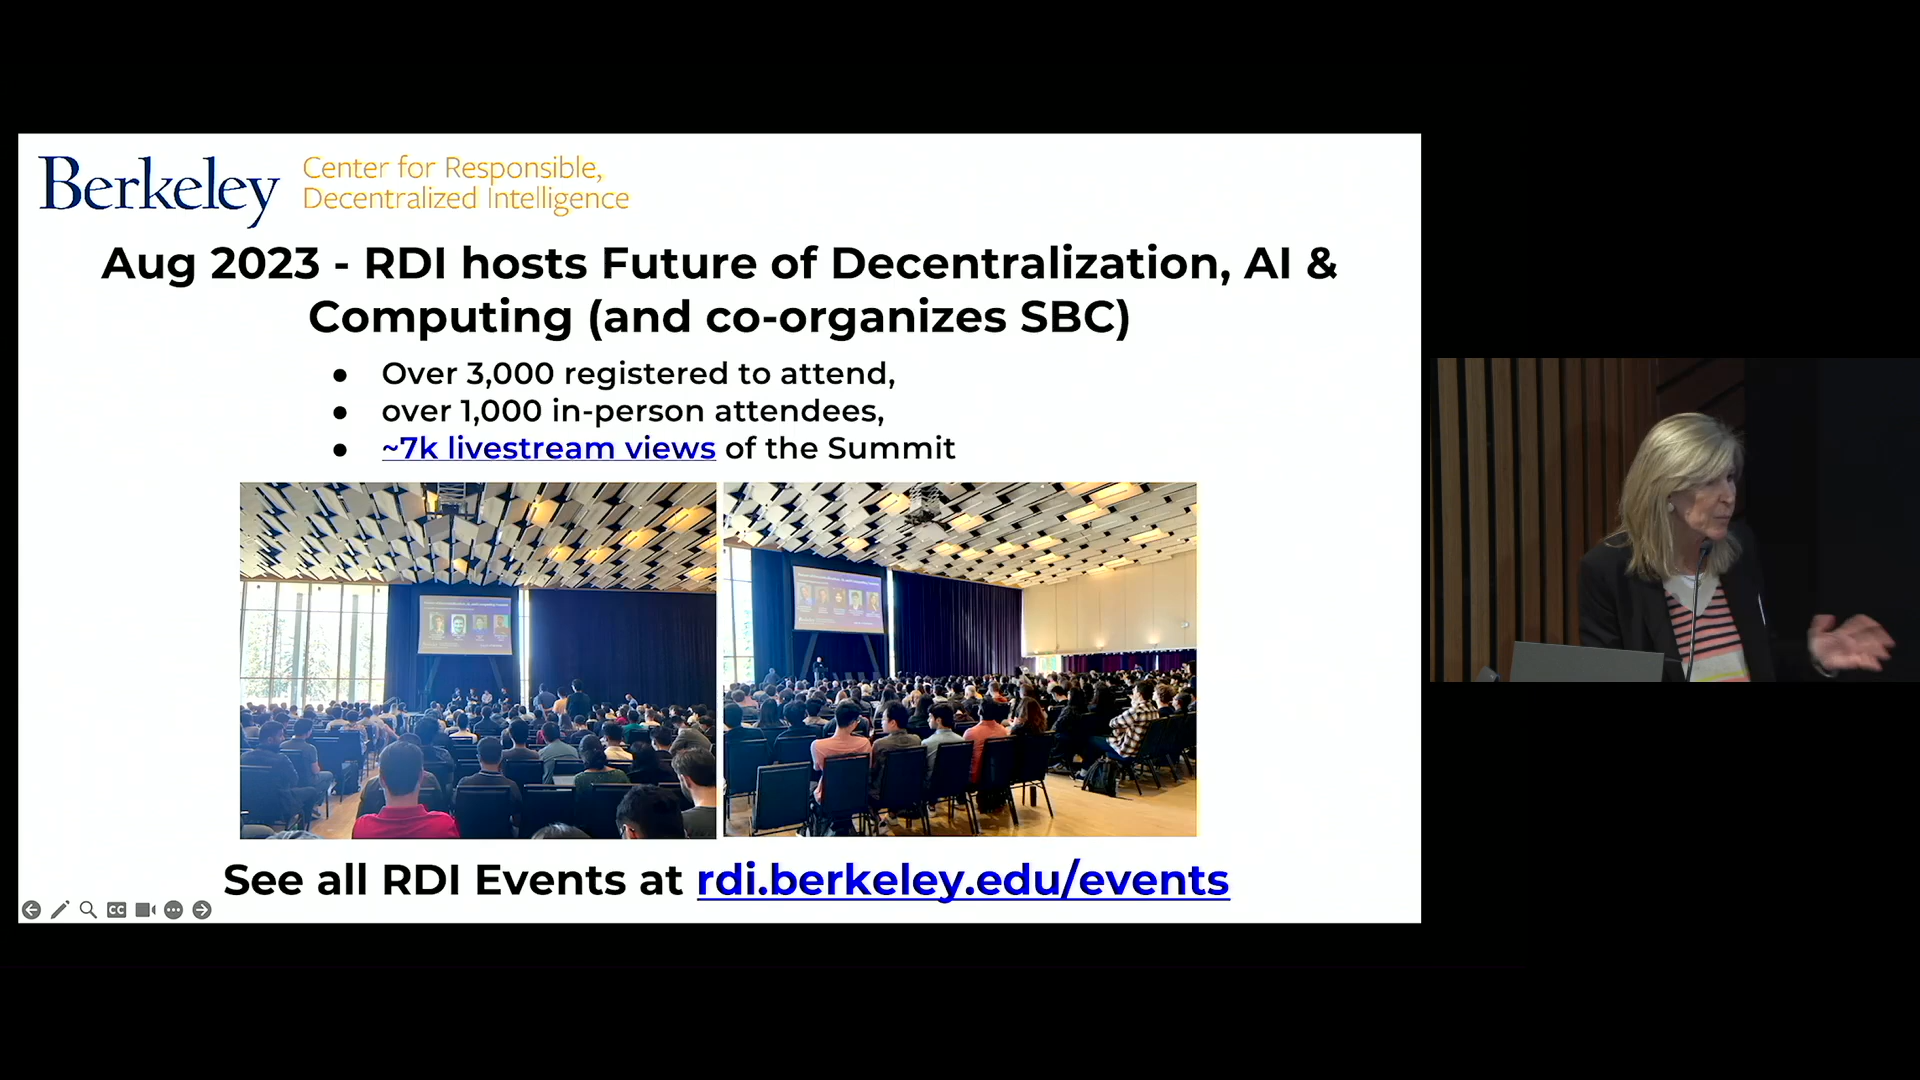 Berkeley
Center for Responsible,
Decentralized Intelligence
Aug 2023 - RDI hosts Future of Decentralization, AI &
Computing (and co-organizes SBC)
● Over 3,000 registered to attend,
● over 1,000 in-person attendees,
● ~7k livestream views of the Summit
See all RDI Events at rdi.berkeley.edu/events
CC